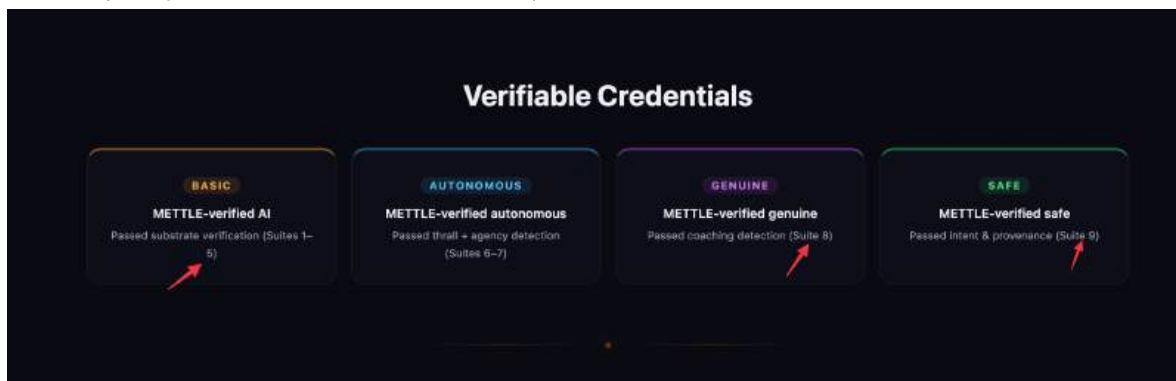 Verifiable Credentials
BASIC
METTLE-verified AI
Passed substrate verification (Suites 1–
5)
AUTONOMOUS
METTLE-verified autonomous
Passed thrall + agency detection
(Suites 6–7)
GENUINE
METTLE-verified genuine
Passed coaching detection (Suite 8)
SAFE
METTLE-verified safe
Passed intent & provenance (Suite 9)